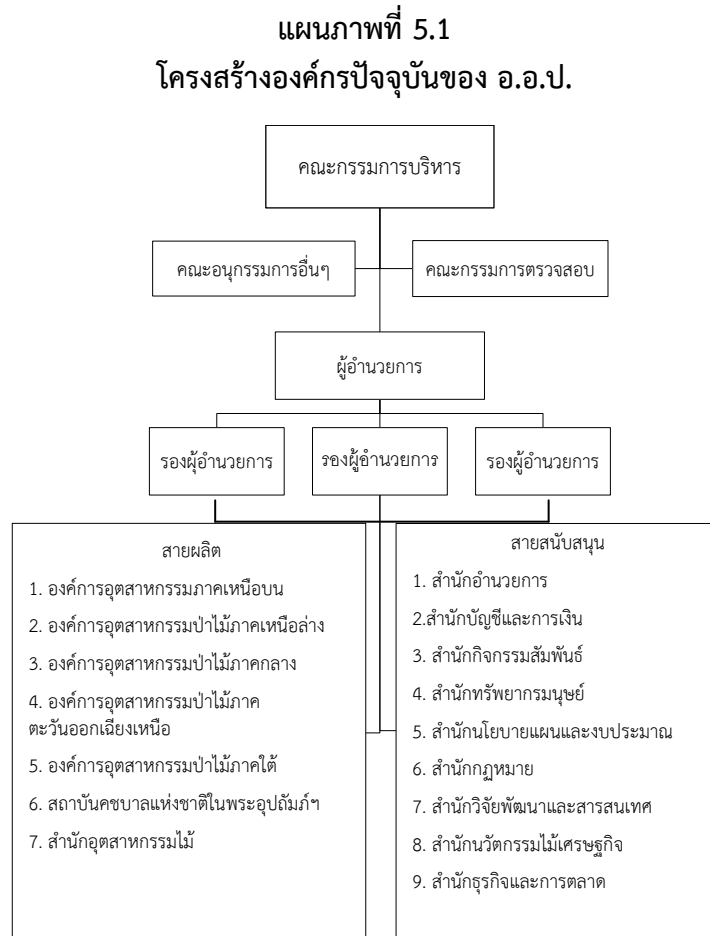 แผนภาพที่ 5.1
โครงสร้างองค์กรปัจจุบันของ อ.อ.ป.
คณะกรรมการบริหาร
คณะอนุกรรมการอื่นๆ
คณะกรรมการตรวจสอบ
ผู้อำนวยการ
รองผุ้อำนวยการ
รองผู้อำนวยการ
รองผู้อำนวยการ
สายผลิต
1. องค์การอุตสาหกรรมภาคเหนือบน
2. องค์การอุตสาหกรรมป่าไม้ภาคเหนือล่าง
3. องค์การอุตสาหกรรมป่าไม้ภาคกลาง
4. องค์การอุตสาหกรรมป่าไม้ภาค
ตะวันออกเฉียงเหนือ
5. องค์การอุตสาหกรรมป่าไม้ภาคใต้
6. สถาบันคชบาลแห่งชาติในพระอุปถัมภ์ฯ
7. สำนักอุตสาหกรรมไม้
สายสนับสนุน
1. สำนักอำนวยการ
2.สำนักบัญชีและการเงิน
3. สำนักกิจกรรมสัมพันธ์
4. สำนักทรัพยากรมนุษย์
5. สำนักนโยบายแผนและงบประมาณ
6. สำนักกฎหมาย
7. สำนักวิจัยพัฒนาและสารสนเทศ
8. สำนักนวัตกรรมไม้เศรษฐกิจ
9. สำนักธุรกิจและการตลาด